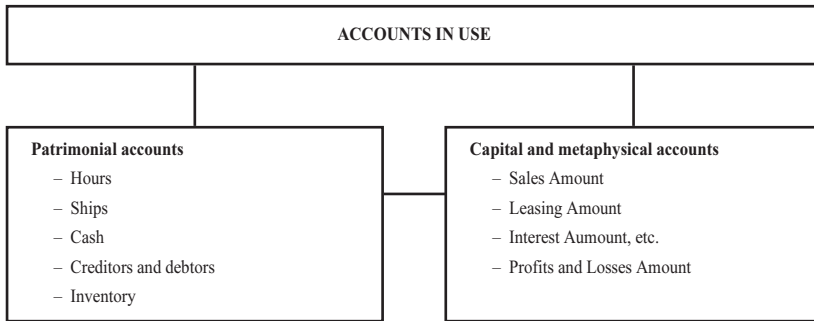 ACCOUNTS IN USE
Patrimonial accounts
– Hours
– Ships
– Cash
– Creditors and debtors
– Inventory
Capital and metaphysical accounts
– Sales Amount
– Leasing Amount
– Interest Aumount, etc.
– Profits and Losses Amount